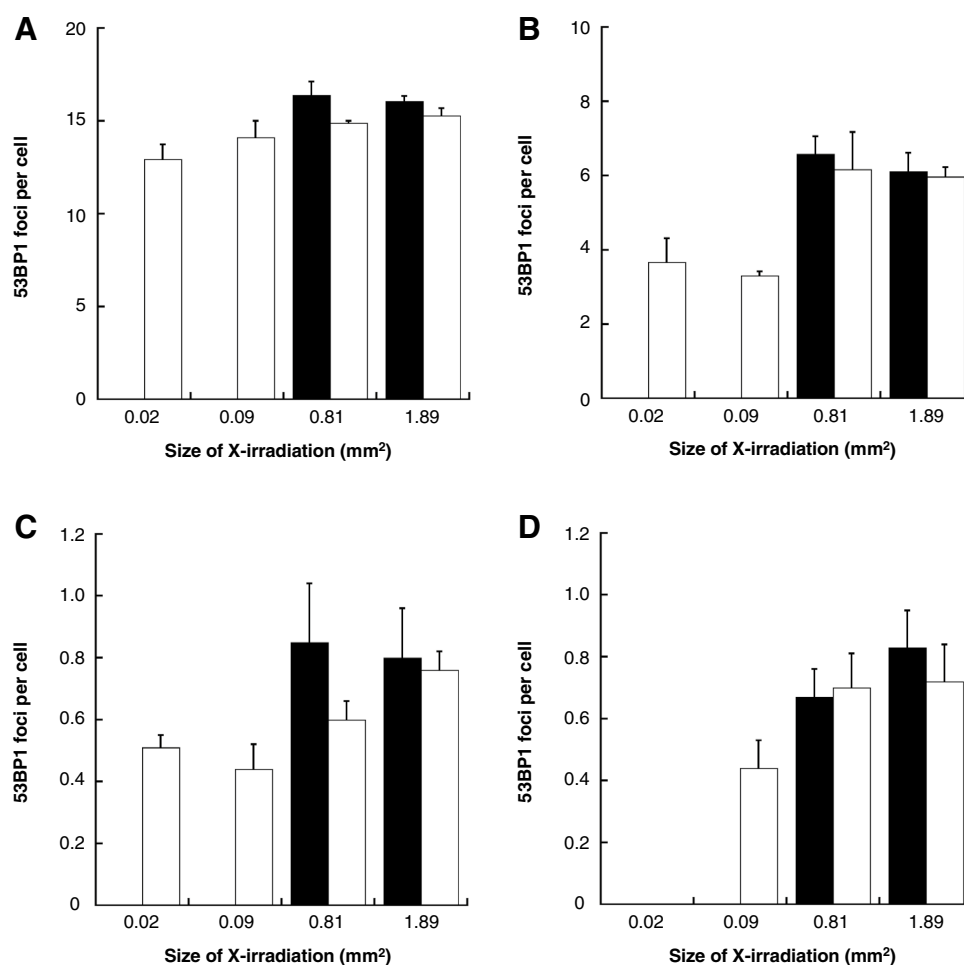 A
20
15
10
5
0
53BP1 foci per cell
0.02 0.09 0.81 1.89
Size of X-irradiation (mm²)
B
10
8
6
4
2
0
53BP1 foci per cell
0.02 0.09 0.81 1.89
Size of X-irradiation (mm²)
C
1.2
1.0
0.8
0.6
0.4
0.2
0
53BP1 foci per cell
0.02 0.09 0.81 1.89
Size of X-irradiation (mm²)
D
1.2
1.0
0.8
0.6
0.4
0.2
0
53BP1 foci per cell
0.02 0.09 0.81 1.89
Size of X-irradiation (mm²)